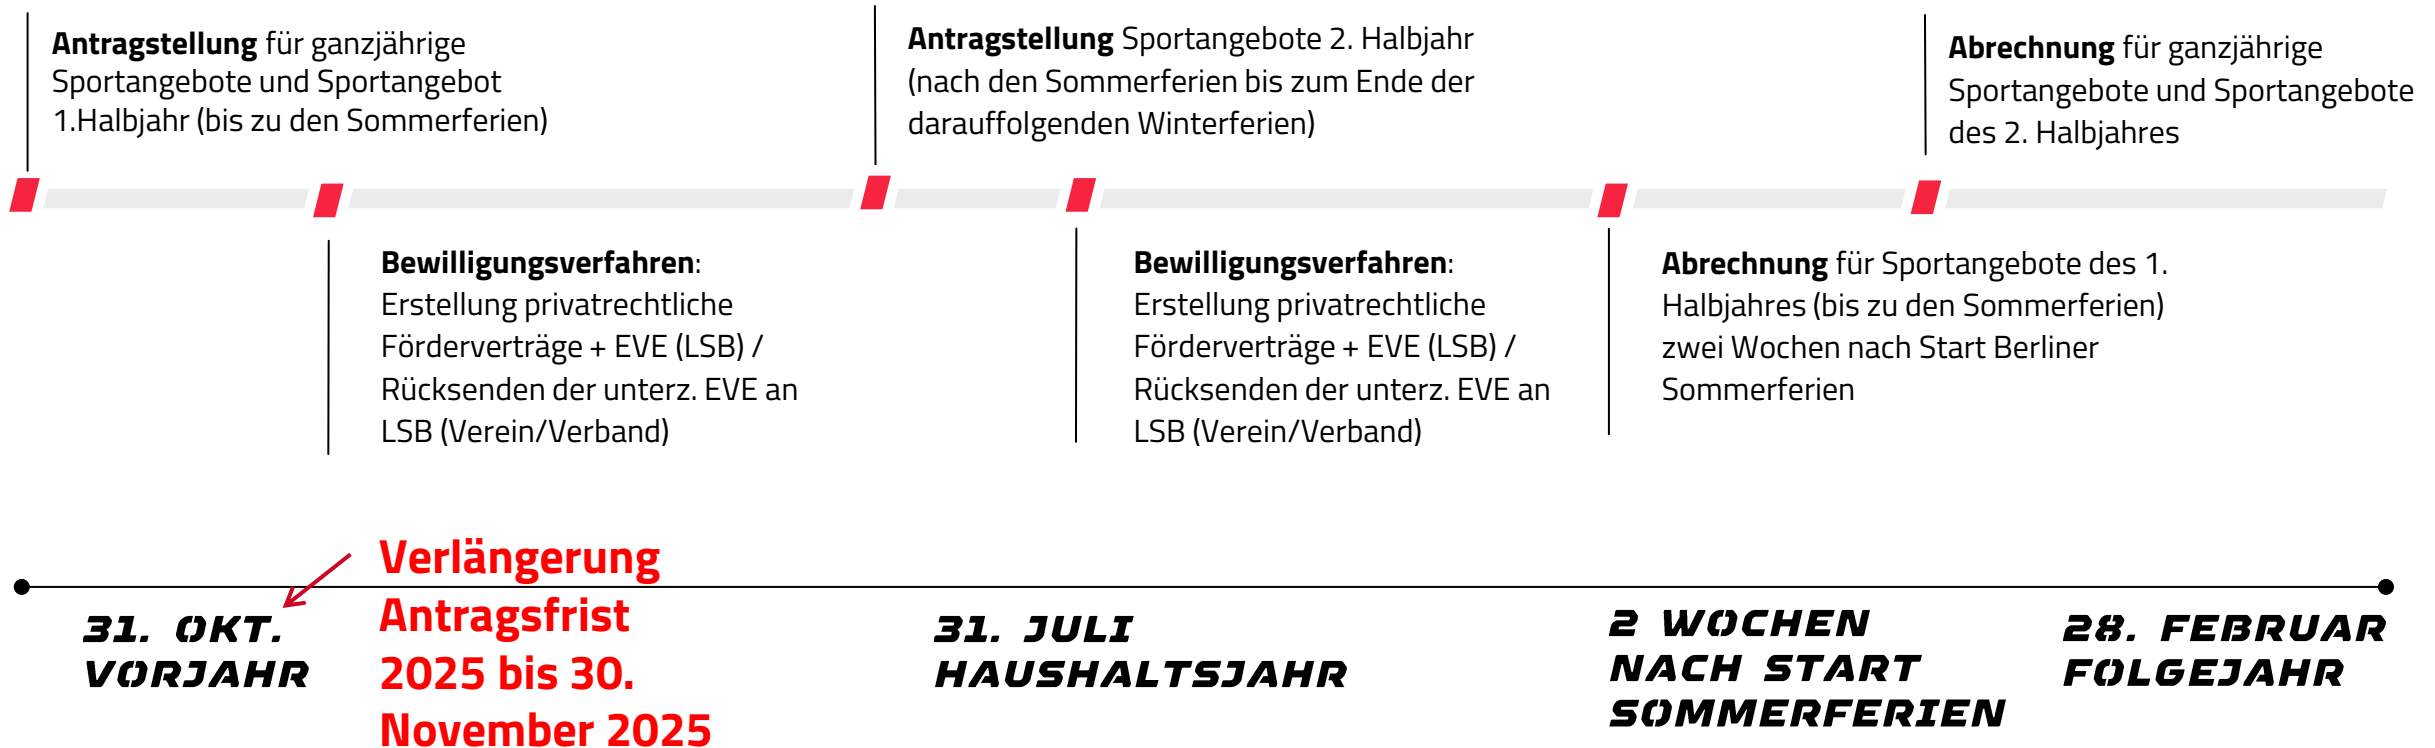 Antragstellung für ganzjährige
Sportangebote und Sportangebot
1.Halbjahr (bis zu den Sommerferien)
Antragstellung Sportangebote 2. Halbjahr
(nach den Sommerferien bis zum Ende der
darauffolgenden Winterferien)
Abrechnung für ganzjährige
Sportangebote und Sportangebote
des 2. Halbjahres
Bewilligungsverfahren:
Erstellung privatrechtliche
Förderverträge + EVE (LSB) /
Rücksenden der unterz. EVE an
LSB (Verein/Verband)
Bewilligungsverfahren:
Erstellung privatrechtliche
Förderverträge + EVE (LSB) /
Rücksenden der unterz. EVE an
LSB (Verein/Verband)
Abrechnung für Sportangebote des 1.
Halbjahres (bis zu den Sommerferien)
zwei Wochen nach Start Berliner
Sommerferien
31. OKT.
VORJAHR
Verlängerung
Antragsfrist
2025 bis 30.
November 2025
31. JULI
HAUSHALTSJAHR
2 WOCHEN
NACH START
SOMMERFERIEN
28. FEBRUAR
FOLGEJAHR